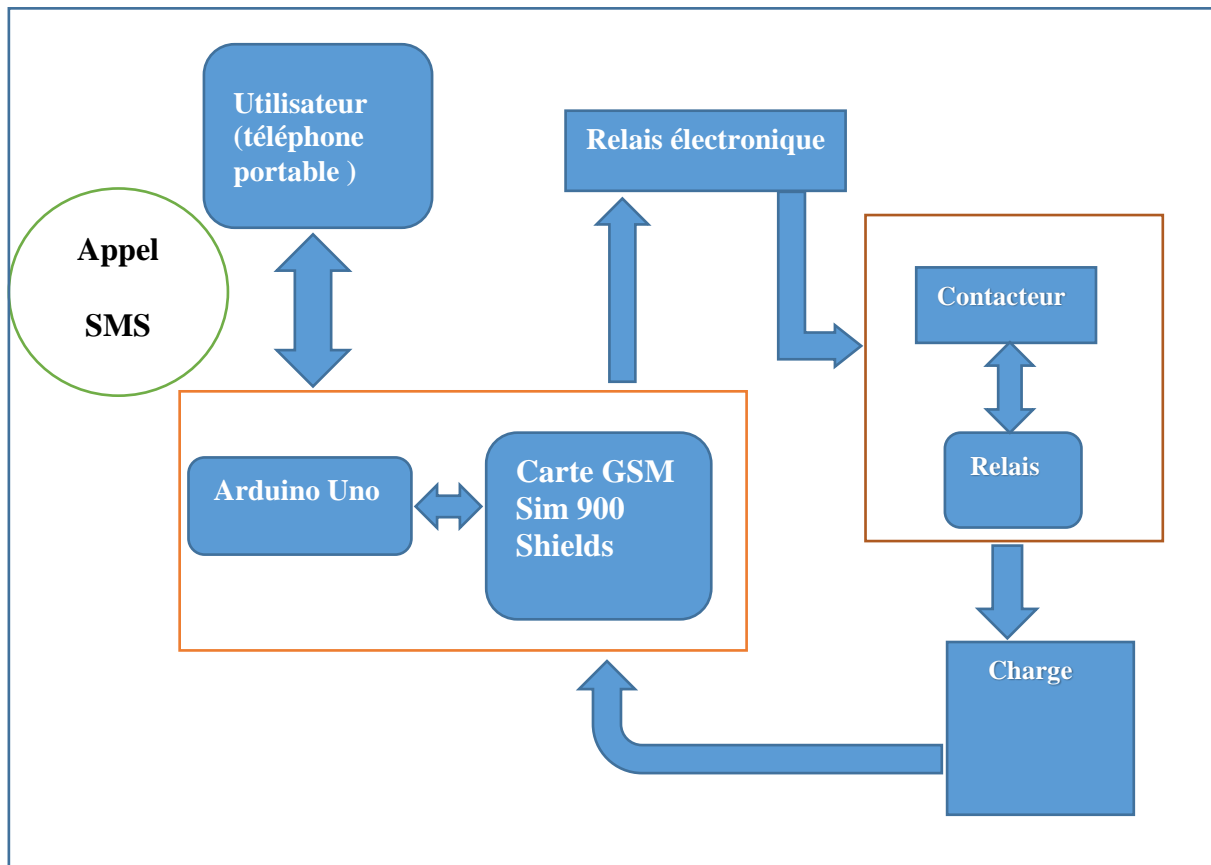 Utilisateur
(téléphone
portable )
Appel
SMS
Relais électronique
Contacteur
Relais
Arduino Uno
Carte GSM
Sim 900
Shields
Charge